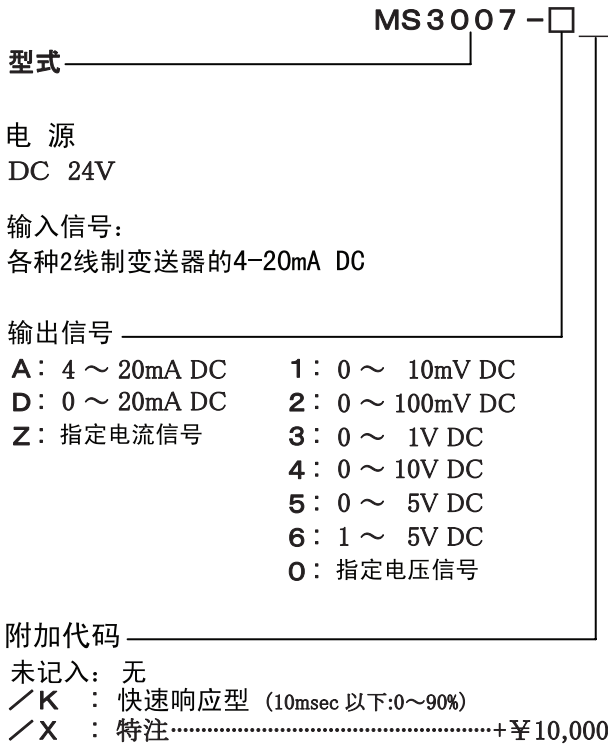 MS3007-□
型式
电 源
DC 24V
输入信号：
各种2线制变送器的4-20mA DC
输出信号
A： 4 ～ 20mA DC
D： 0 ～ 20mA DC
Z： 指定电流信号
1： 0 ～ 10mV DC
2： 0 ～ 100mV DC
3： 0 ～ 1V DC
4： 0 ～ 10V DC
5： 0 ～ 5V DC
6： 1 ～ 5V DC
0： 指定电压信号
附加代码
未记入： 无
／K ： 快速响应型 (10msec 以下:0～90%)
／X ： 特注…………………………………………+¥10,000